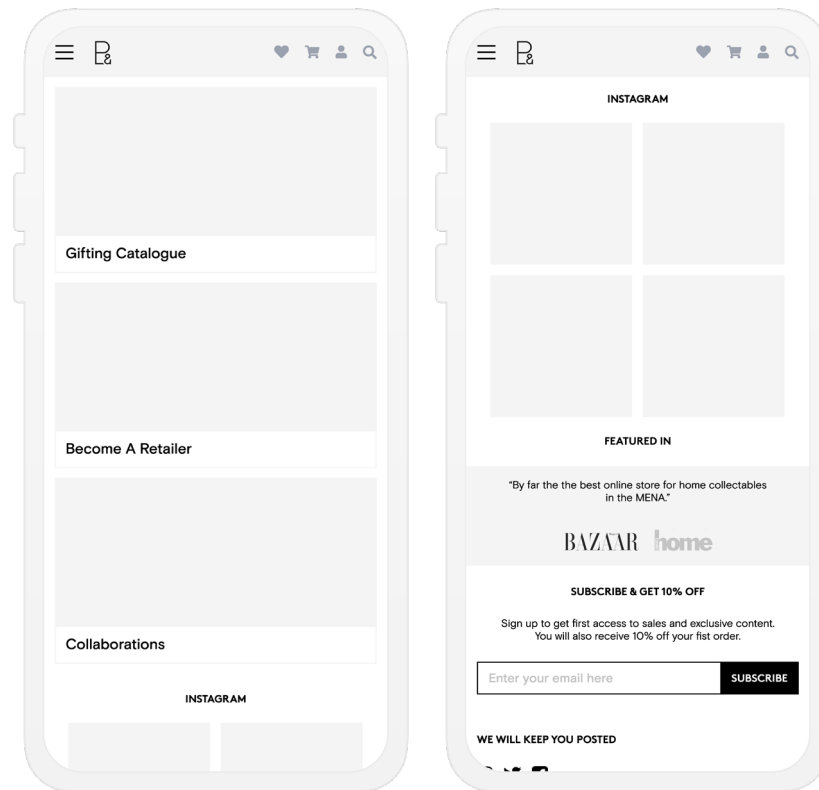 P&
Gifting Catalogue
Become A Retailer
Collaborations
INSTAGRAM
P&
INSTAGRAM
FEATURED IN
“By far the the best online store for home collectables
in the MENA.”
BAZAAR home
SUBSCRIBE & GET 10% OFF
Sign up to get first access to sales and exclusive content.
You will also receive 10% off your fist order.
Enter your email here SUBSCRIBE
WE WILL KEEP YOU POSTED